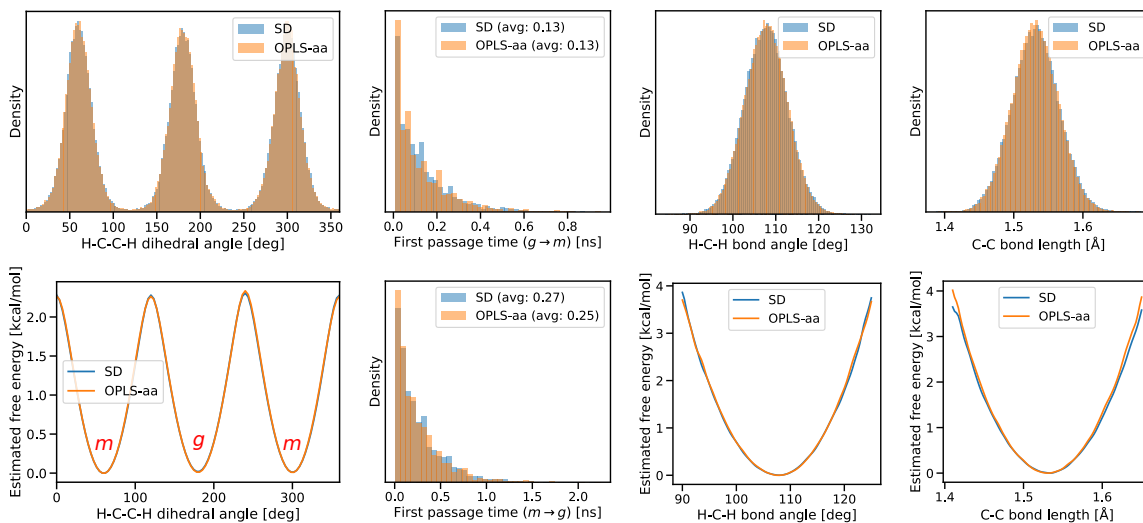 Density
SD
OPLS-aa
0 50 100 150 200 250 300 350
H-C-C-H dihedral angle [deg]
Density
SD (avg: 0.13)
OPLS-aa (avg: 0.13)
0.0 0.2 0.4 0.6 0.8
First passage time (g → m) [ns]
Density
SD
OPLS-aa
90 100 110 120 130
H-C-H bond angle [deg]
Density
SD
OPLS-aa
1.4 1.5 1.6
C-C bond length [Å]
Estimated free energy [kcal/mol]
2.0
1.5
1.0
0.5
0.0
SD
OPLS-aa
m g m
0 100 200 300
H-C-C-H dihedral angle [deg]
Density
SD (avg: 0.27)
OPLS-aa (avg: 0.25)
0.0 0.5 1.0 1.5 2.0
First passage time (m → g) [ns]
Estimated free energy [kcal/mol]
4
3
2
1
0
SD
OPLS-aa
90 100 110 120
H-C-H bond angle [deg]
Estimated free energy [kcal/mol]
5
4
3
2
1
0
SD
OPLS-aa
1.4 1.5 1.6
C-C bond length [Å]